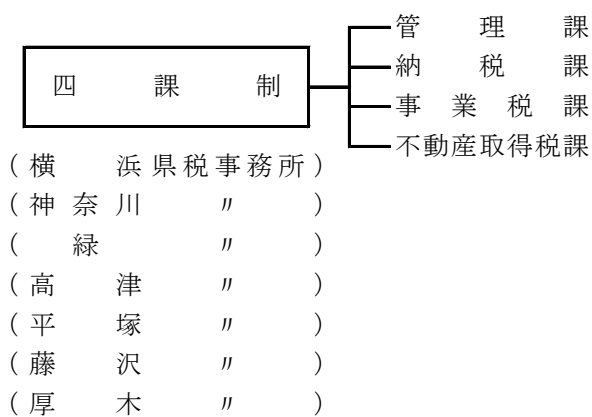 四課制
管理課
納税課
事業税課
不動産取得税課
(横浜県税事務所)
(神奈川〃)
(緑〃)
(高津〃)
(平塚〃)
(藤沢〃)
(厚木〃)